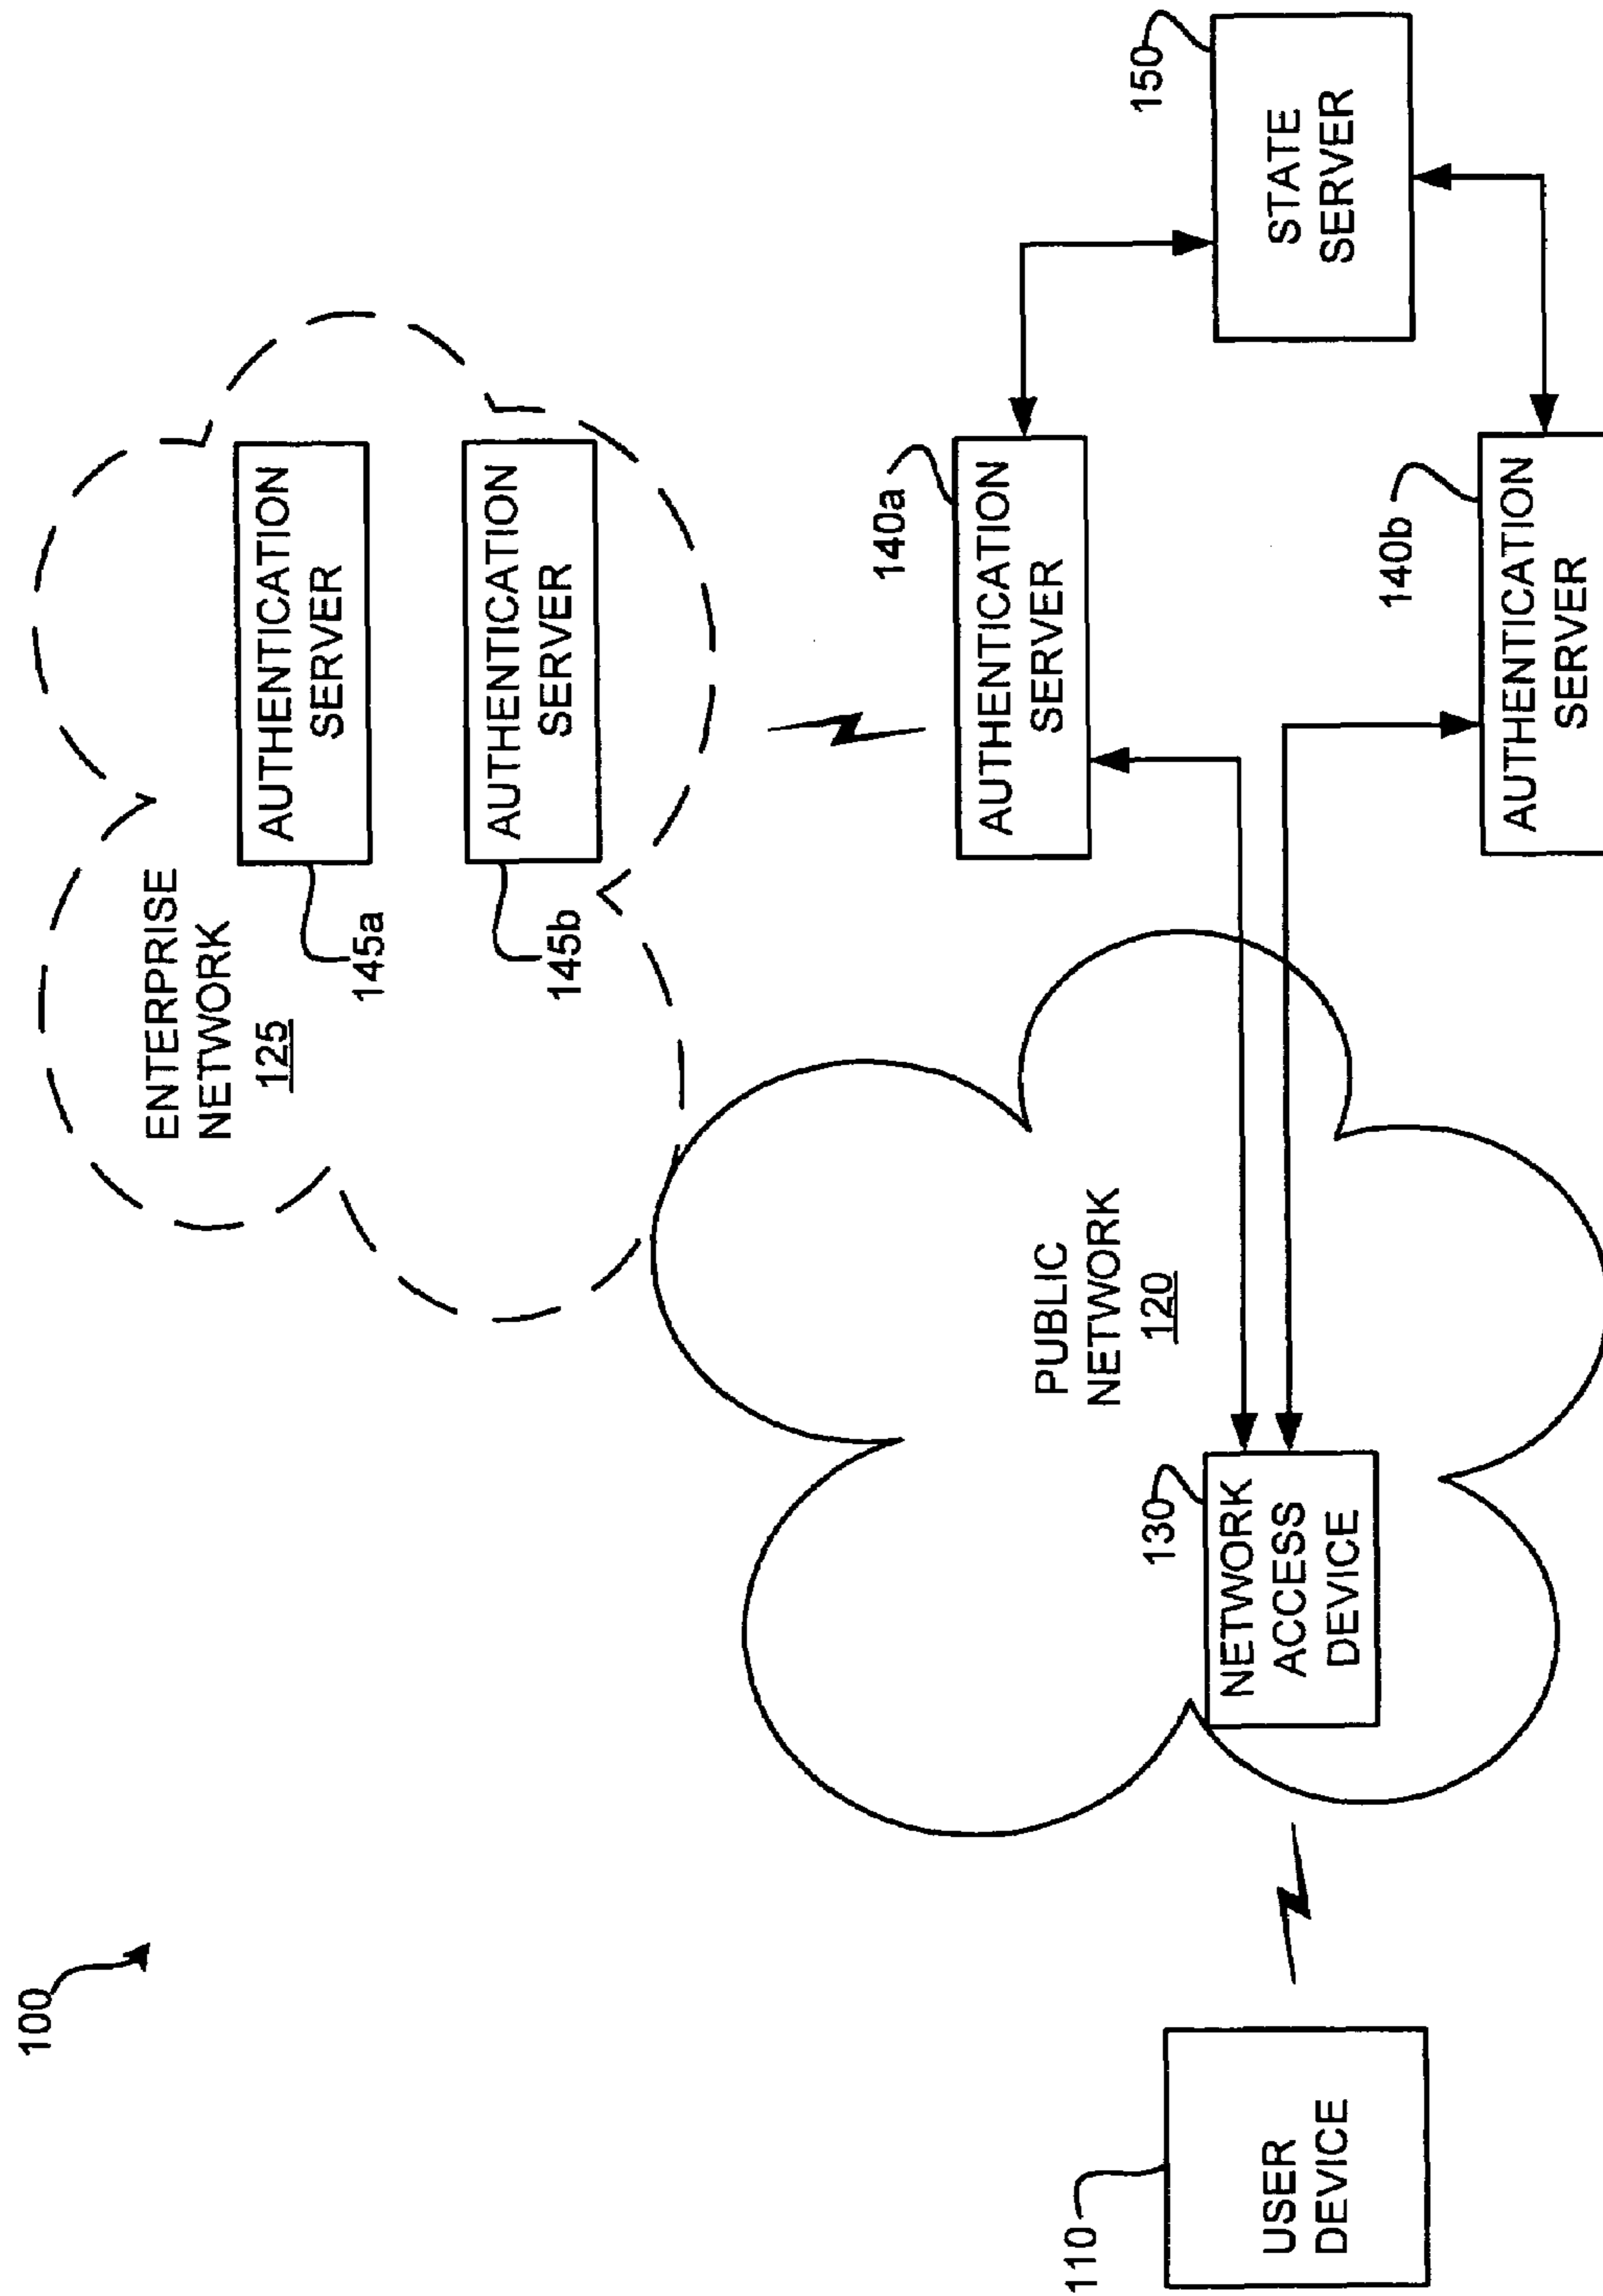 100
ENTERPRISE
NETWORK
125
AUTHENTICATION
SERVER
145a
AUTHENTICATION
SERVER
145b
PUBLIC
NETWORK
120
110
USER
DEVICE
130
NETWORK
ACCESS
DEVICE
140a
AUTHENTICATION
SERVER
140b
AUTHENTICATION
SERVER
150
STATE
SERVER